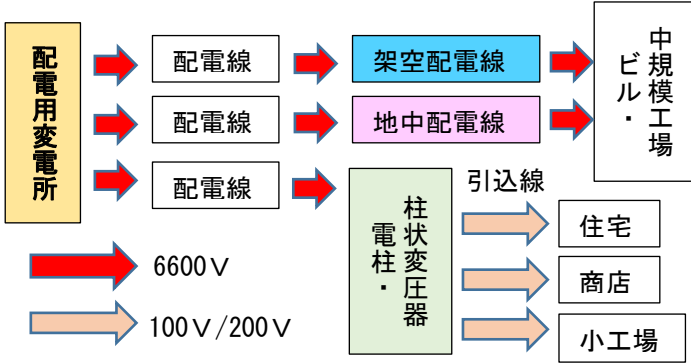 配電用変電所
配電線
架空配電線
配電線
地中配電線
ビル・
中規模工場
配電線
電柱・
柱状変圧器
引込線
住宅
商店
小工場
6600V
100V/200V